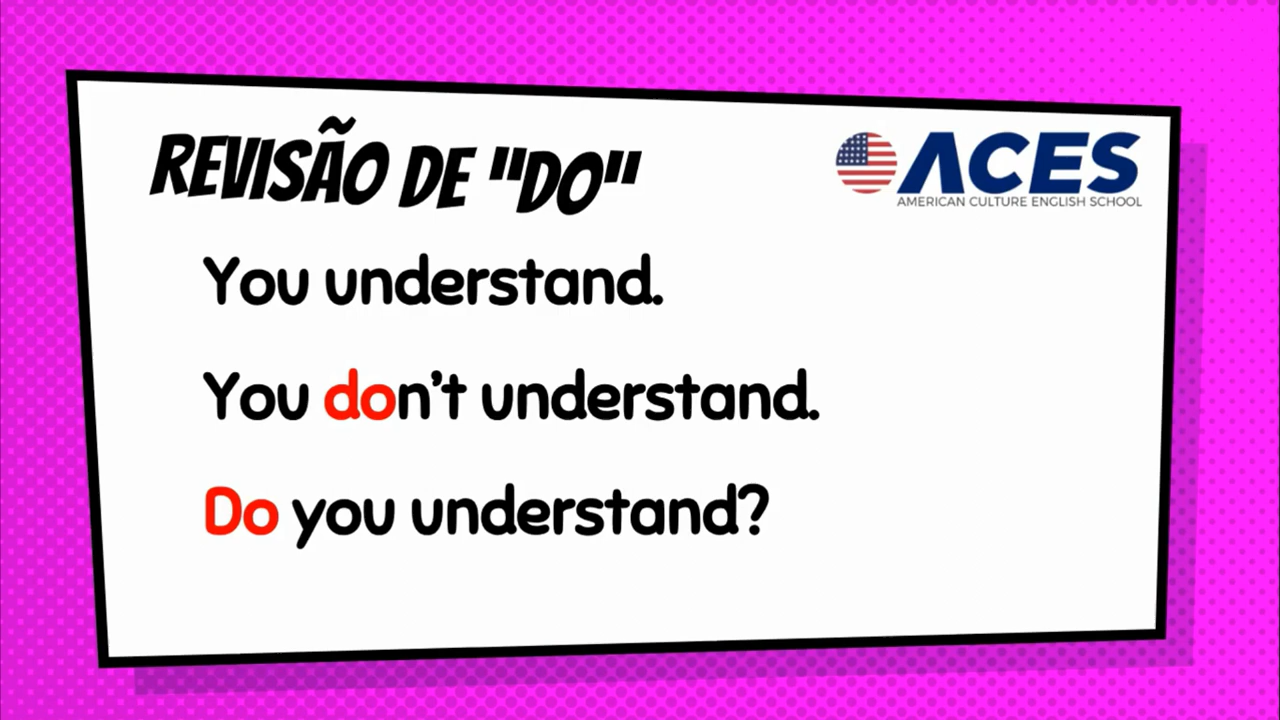 REVISÃO DE "DO"
ACES
AMERICAN CULTURE ENGLISH SCHOOL
You understand.
You don't understand.
Do you understand?